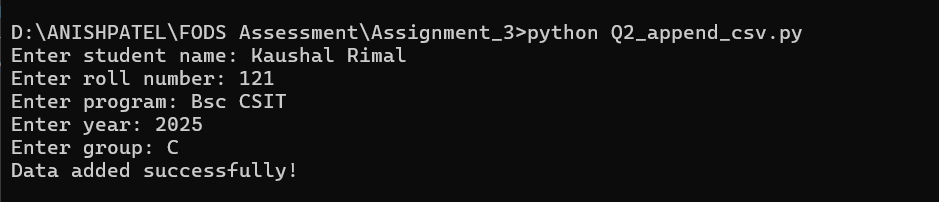 D:\ANISHPATEL\FODS Assessment\Assignment_3>python Q2_append_csv.py
Enter student name: Kaushal Rimal
Enter roll number: 121
Enter program: Bsc CSIT
Enter year: 2025
Enter group: C
Data added successfully!